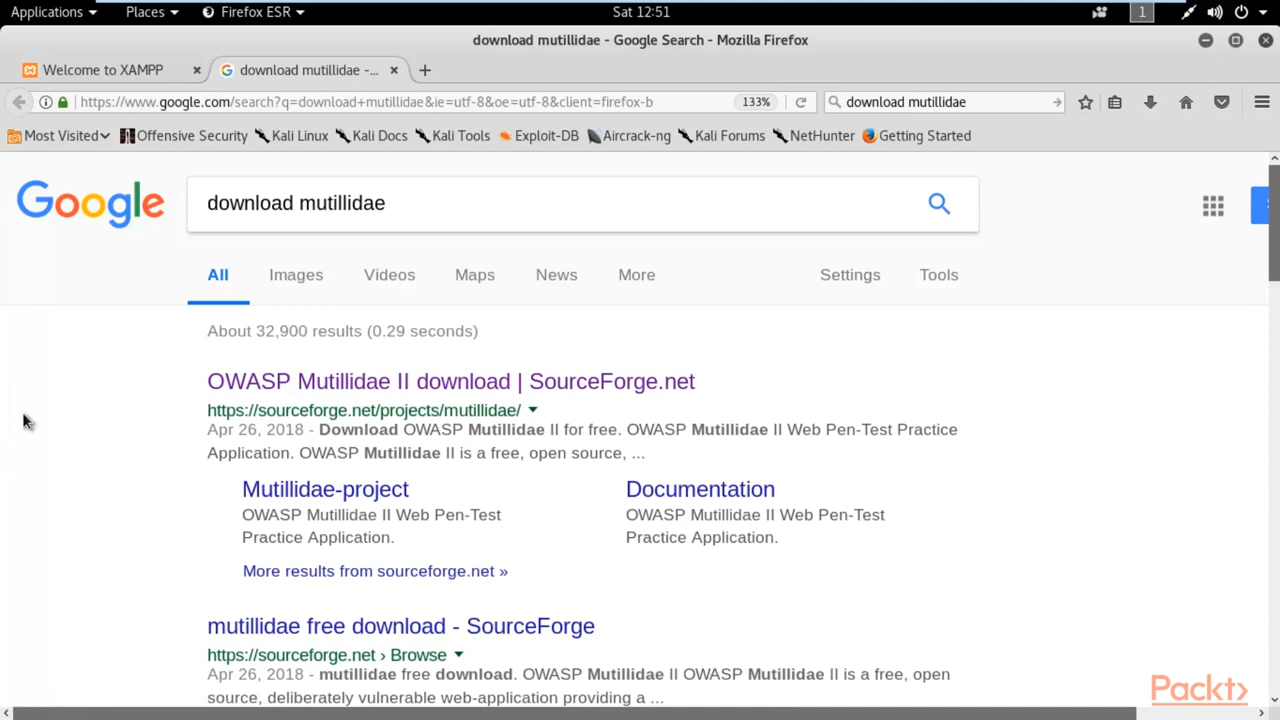 Applications Places Firefox ESR Sat 12:51 1
download mutillidae - Google Search - Mozilla Firefox
Welcome to XAMPP download mutillidae -...
https://www.google.com/search?q=download+mutillidae&ie=utf-8&oe=utf-8&client=firefox-b 133% download mutillidae
Most Visited Offensive Security Kali Linux Kali Docs Kali Tools Exploit-DB Aircrack-ng Kali Forums NetHunter Getting Started
Google download mutillidae
All Images Videos Maps News More Settings Tools
About 32,900 results (0.29 seconds)
OWASP Mutillidae II download | SourceForge.net
https://sourceforge.net/projects/mutillidae/
Apr 26, 2018 - Download OWASP Mutillidae II for free. OWASP Mutillidae II Web Pen-Test Practice
Application. OWASP Mutillidae II is a free, open source, ...
Mutillidae-project Documentation
OWASP Mutillidae II Web Pen-Test OWASP Mutillidae II Web Pen-Test
Practice Application. Practice Application.
More results from sourceforge.net »
mutillidae free download - SourceForge
https://sourceforge.net › Browse
Apr 26, 2018 - mutillidae free download. OWASP Mutillidae II OWASP Mutillidae II is a free, open
source, deliberately vulnerable web-application providing a ...
Packt>